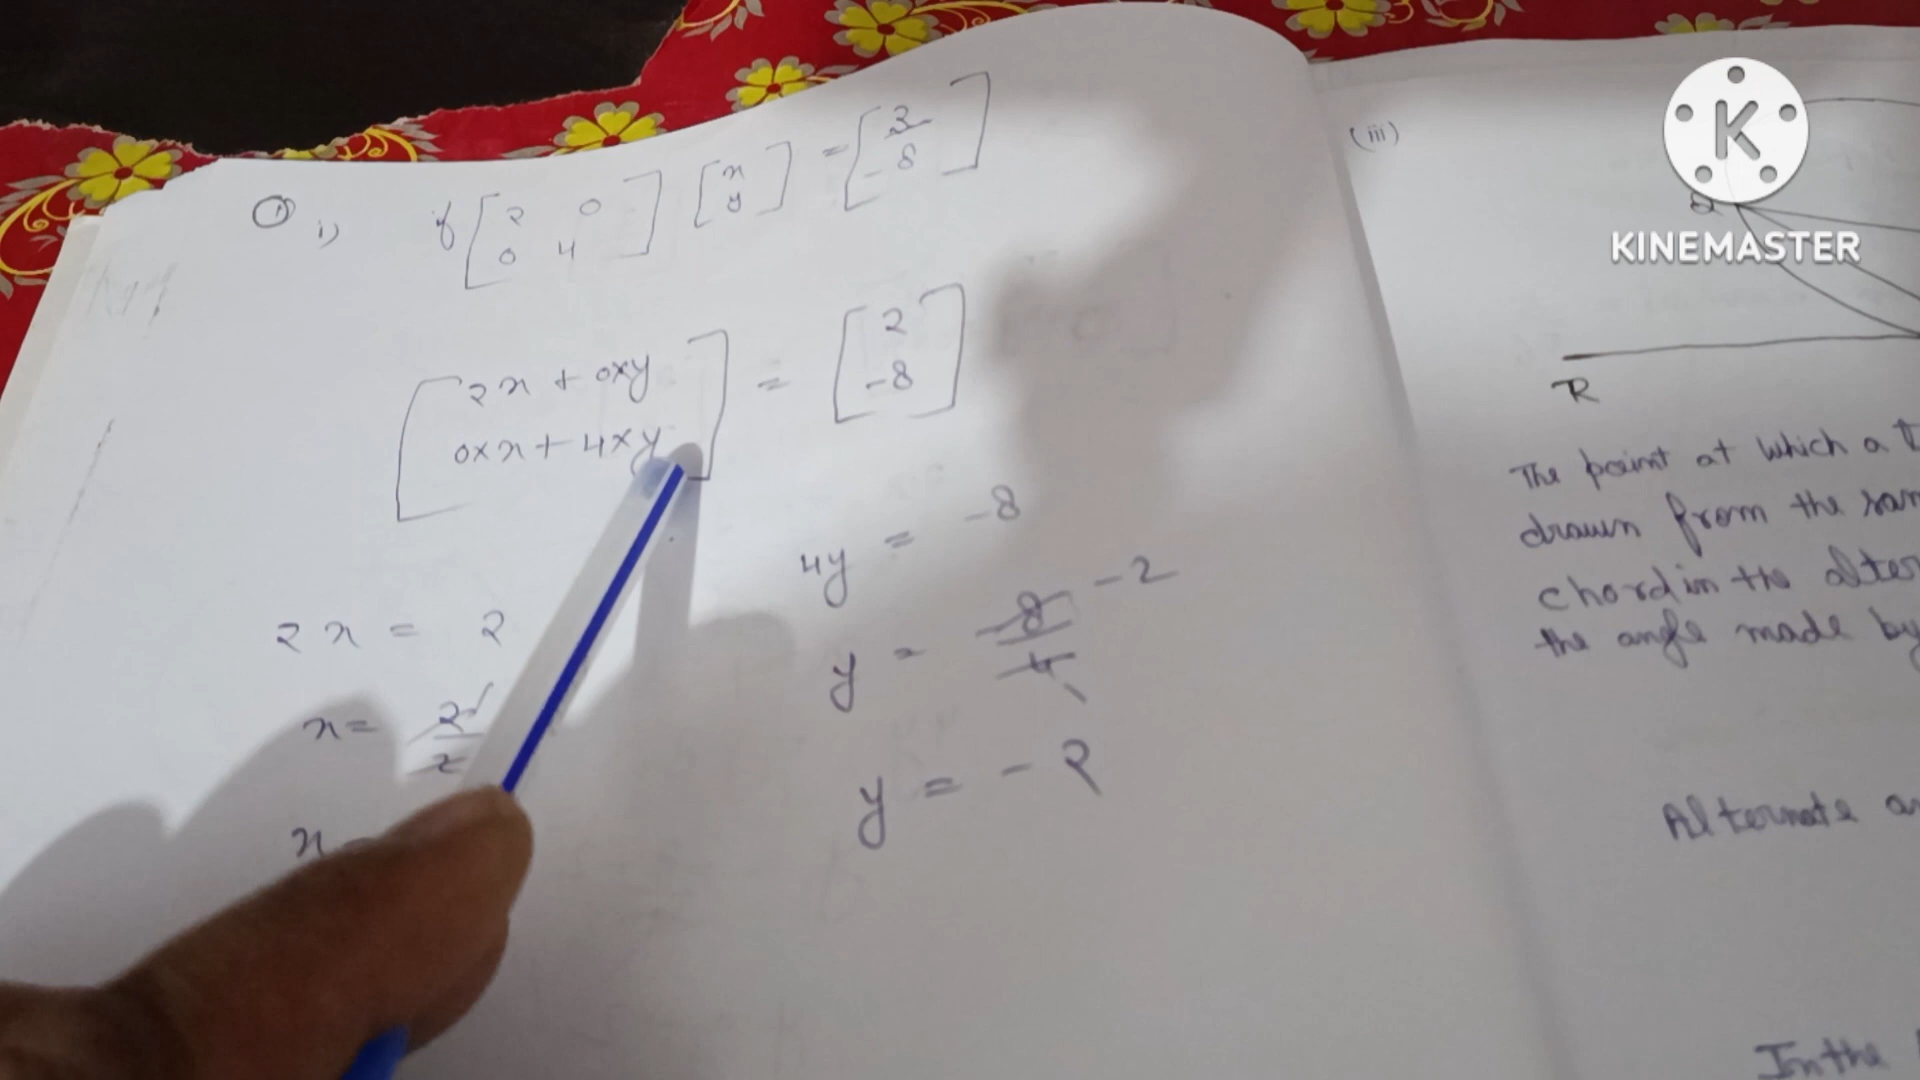 ① i) if [2 0 0 4] [x y] = [2 -8]
[2x + 0xy 0xx + 4xy] = [2 -8]
2x = 2
x = 2/2
x
4y = -8
y = -8/4 -2
y = -2
(iii)
Q
R
The point at which a
drawn from the
chord in the
the angle made by
Alternate
In the
KINEMASTER